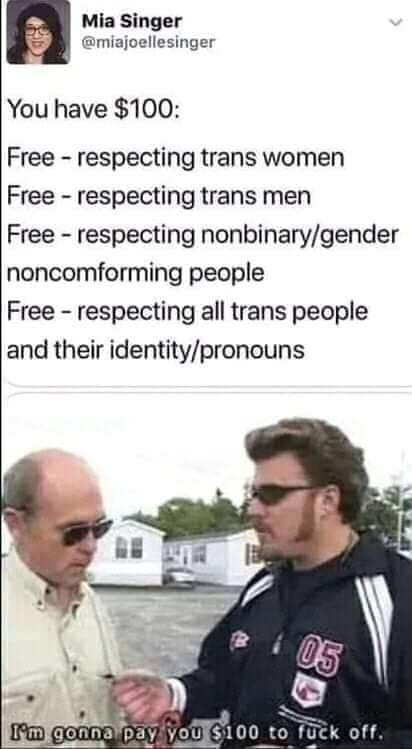 Mia Singer
@miajoellesinger
You have $100:
Free - respecting trans women
Free - respecting trans men
Free - respecting nonbinary/gender
noncomforming people
Free - respecting all trans people
and their identity/pronouns
05
I'm gonna pay you $100 to fuck off.